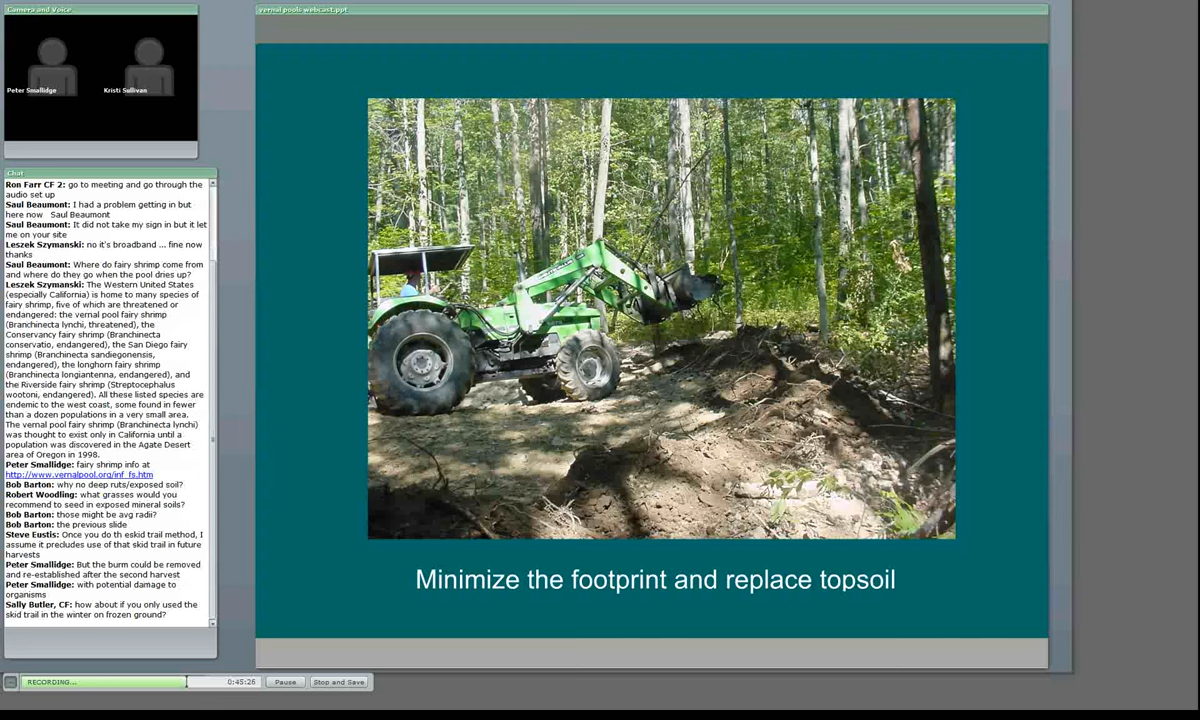 Camera and Voice
Peter Smallidge
Kristi Sullivan
Chat
Ron Farr CF 2: go to meeting and go through the
audio set up
Saul Beaumont: I had a problem getting in but
here now   Saul Beaumont
Saul Beaumont: It did not take my sign in but it let
me on your site
Leszek Szymanski: no it's broadband ... fine now
thanks
Saul Beaumont: Where do fairy shrimp come from
and where do they go when the pool dries up?
Leszek Szymanski: The Western United States
(especially California) is home to many species of
fairy shrimp, five of which are threatened or
endangered: the vernal pool fairy shrimp
(Branchinecta lynchi, threatened), the
Conservancy fairy shrimp (Branchinecta
conservatio, endangered), the San Diego fairy
shrimp (Branchinecta sandiegonensis,
endangered), the longhorn fairy shrimp
(Branchinecta longiantenna, endangered), and
the Riverside fairy shrimp (Streptocephalus
wootoni, endangered). All these listed species are
endemic to the west coast, some found in fewer
than a dozen populations in a very small area.
The vernal pool fairy shrimp (Branchinecta lynchi)
was thought to exist only in California until a
population was discovered in the Agate Desert
area of Oregon in 1998.
Peter Smallidge: fairy shrimp info at
http://www.vernalpool.org/inf_fs.htm
Bob Barton: why no deep ruts/exposed soil?
Robert Woodling: what grasses would you
recommend to seed in exposed mineral soils?
Bob Barton: those might be avg radii?
Bob Barton: the previous slide
Steve Eustis: Once you do th eskid trail method, I
assume it precludes use of that skid trail in future
harvests
Peter Smallidge: But the burm could be removed
and re-established after the second harvest
Peter Smallidge: with potential damage to
organisms
Sally Butler, CF: how about if you only used the
skid trail in the winter on frozen ground?
vernal pools webcast.ppt
Minimize the footprint and replace topsoil
RECORDING...
0:45:26
Pause
Stop and Save